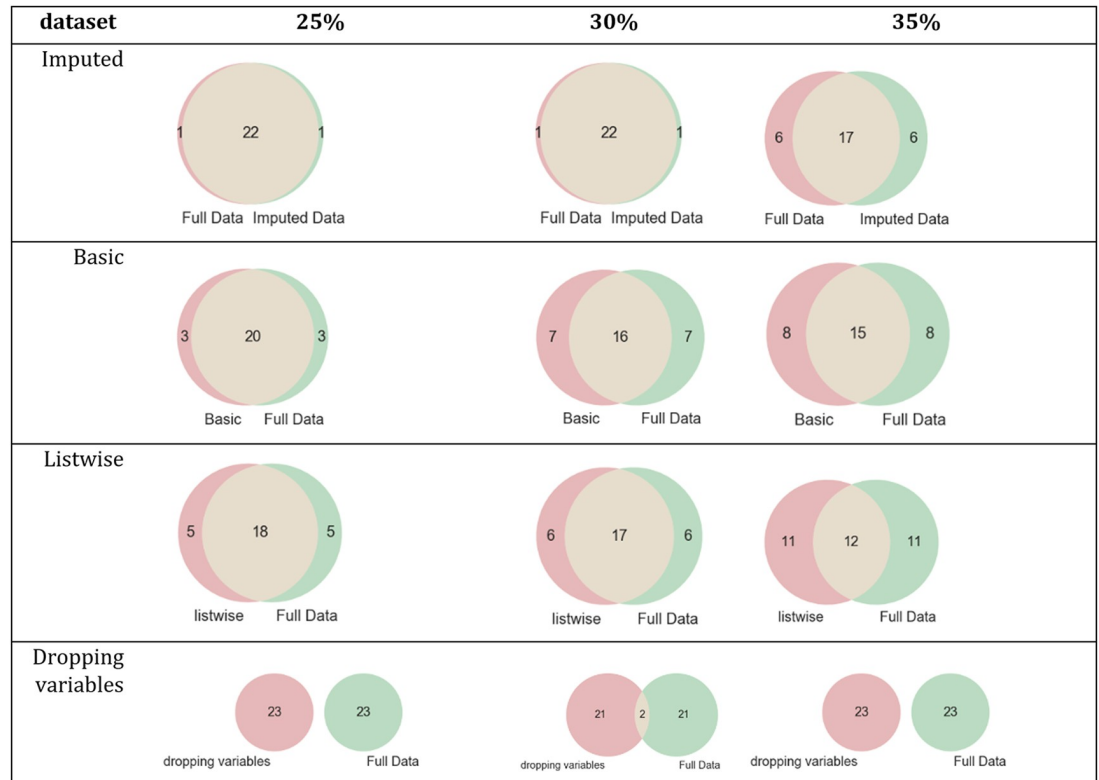 dataset 25% 30% 35%
Imputed
1 22 1 1 22 1 6 17 6
Full Data Imputed Data Full Data Imputed Data Full Data Imputed Data
Basic
3 20 3 7 16 7 8 15 8
Basic Full Data Basic Full Data Basic Full Data
Listwise
5 18 5 6 17 6 11 12 11
listwise Full Data listwise Full Data listwise Full Data
Dropping
variables
23 23 21 2 21 23 23
dropping variables Full Data dropping variables Full Data dropping variables Full Data